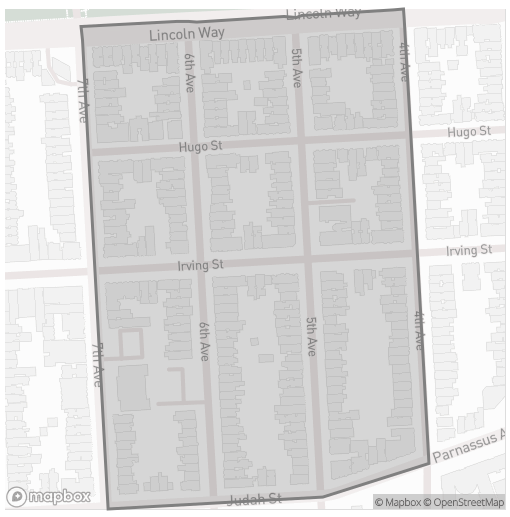 Lincoln Way
Lincoln Way
7th Ave
6th Ave
5th Ave
4th Ave
Hugo St
Hugo St
Irving St
Irving St
7th Ave
6th Ave
5th Ave
4th Ave
Parnassus A
Judah St
mapbox
© Mapbox © OpenStreetMap